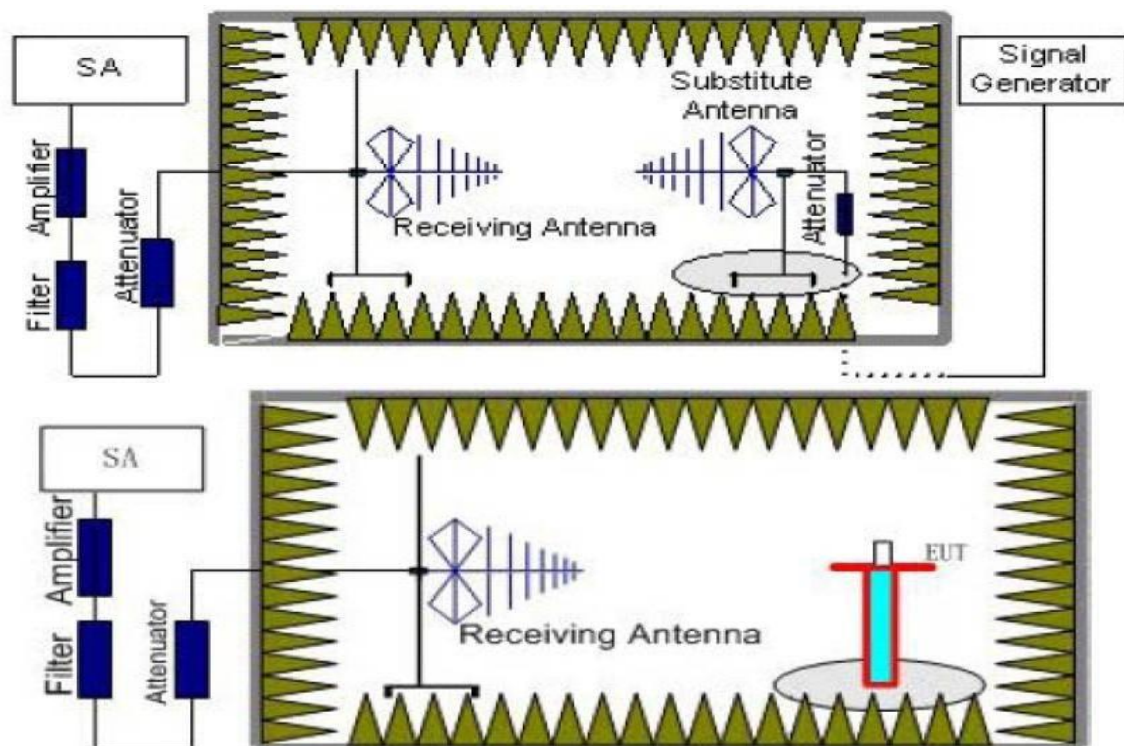 SA
Signal
Generator
Substitute
Antenna
Amplifier
Attenuator
Attenuator
Receiving Antenna
Filter
SA
Amplifier
EUT
Receiving Antenna
Filter
Attenuator